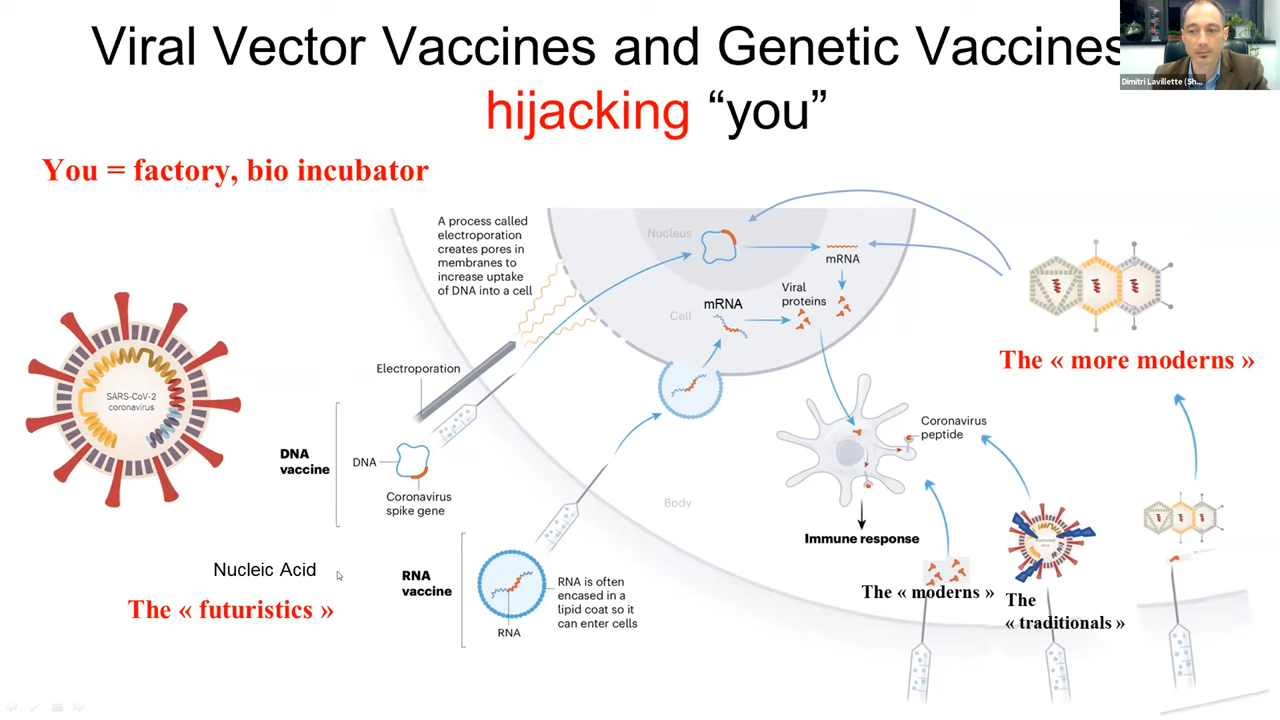 Viral Vector Vaccines and Genetic Vaccines
hijacking “you”
Dimitri Lavillette (Sh...
You = factory, bio incubator
A process called
electroporation
creates pores in
membranes to
increase uptake
of DNA into a cell
Nucleus
mRNA
Viral
proteins
mRNA
Cell
The « more moderns »
Electroporation
SARS-CoV-2
coronavirus
Coronavirus
peptide
DNA
vaccine
DNA
Coronavirus
spike gene
Body
Immune response
Nucleic Acid
The « futuristics »
RNA
vaccine
RNA is often
encased in a
lipid coat so it
can enter cells
RNA
The « moderns »
The
« traditionals »